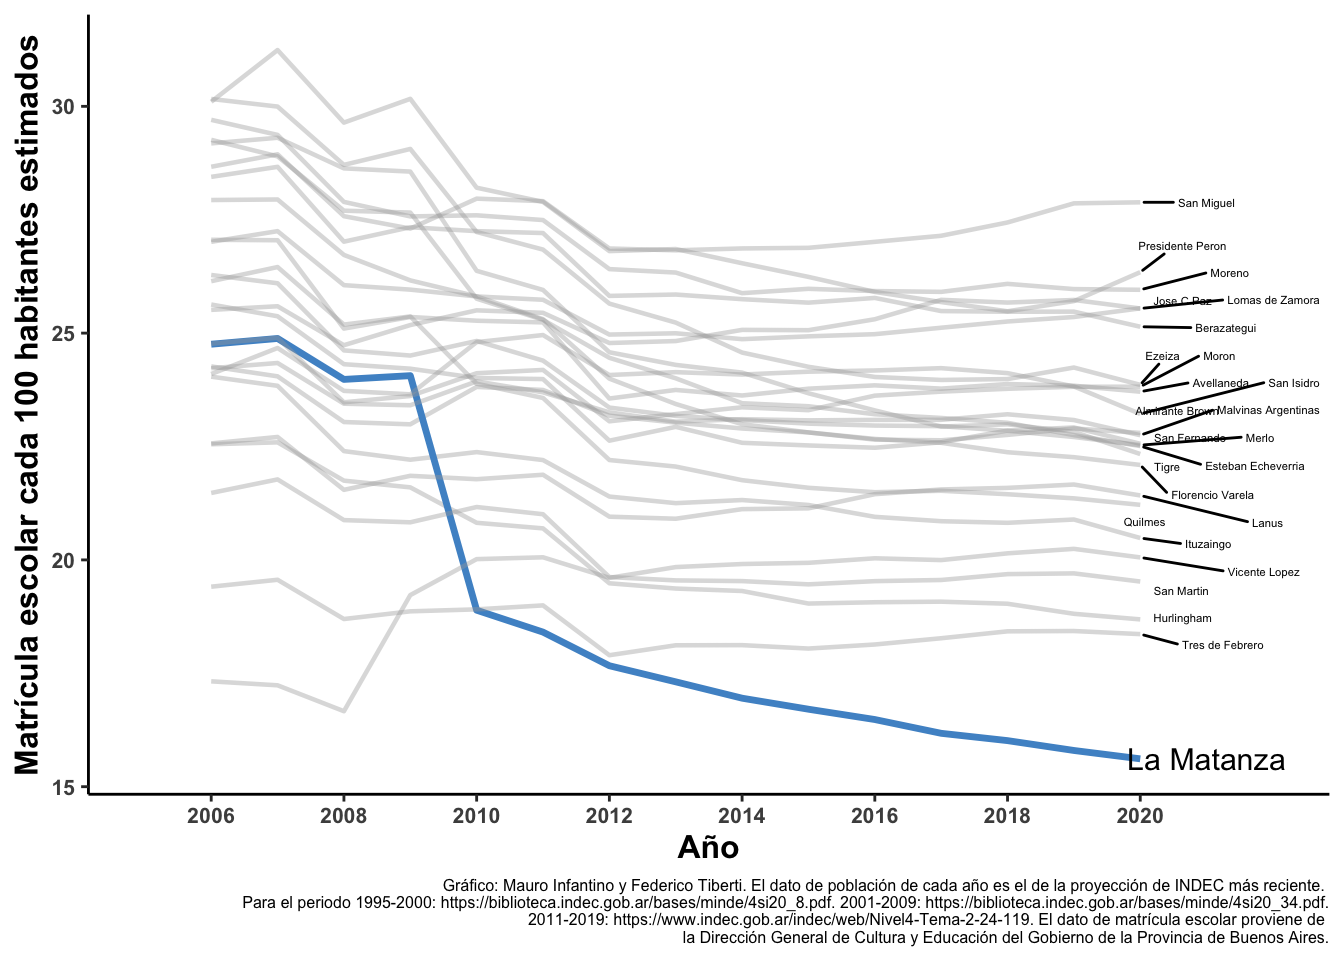 Matrícula escolar cada 100 habitantes estimados
30
25
20
15
San Miguel
Presidente Peron
Moreno
Jose C Paz
Lomas de Zamora
Berazategui
Ezeiza
Moron
Avellaneda
San Isidro
Almirante Brown
Malvinas Argentinas
San Fernando
Merlo
Tigre
Esteban Echeverria
Florencio Varela
Quilmes
Lanus
Ituzaingo
Vicente Lopez
San Martin
Hurlingham
Tres de Febrero
La Matanza
2006 2008 2010 2012 2014 2016 2018 2020
Año
Gráfico: Mauro Infantino y Federico Tiberti. El dato de población de cada año es el de la proyección de INDEC más reciente.
Para el periodo 1995-2000: https://biblioteca.indec.gob.ar/bases/minde/4si20_8.pdf. 2001-2009: https://biblioteca.indec.gob.ar/bases/minde/4si20_34.pdf.
2011-2019: https://www.indec.gob.ar/indec/web/Nivel4-Tema-2-24-119. El dato de matrícula escolar proviene de
la Dirección General de Cultura y Educación del Gobierno de la Provincia de Buenos Aires.